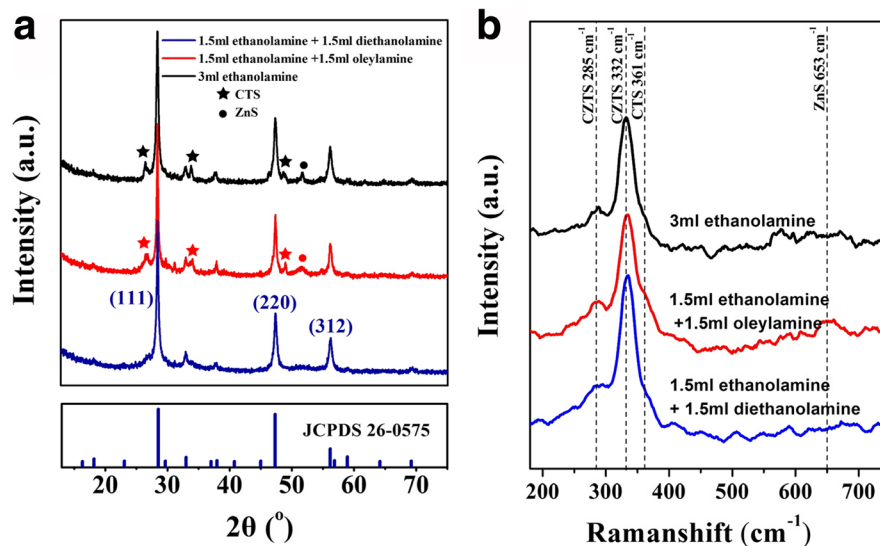 a
Intensity (a.u.)
1.5ml ethanolamine + 1.5ml diethanolamine
1.5ml ethanolamine +1.5ml oleylamine
3ml ethanolamine
★ CTS
● ZnS
(111)
(220)
(312)
JCPDS 26-0575
20 30 40 50 60 70
2θ (°)
b
Intensity (a.u.)
CZTS 285 cm⁻¹
CZTS 332 cm⁻¹
CTS 361 cm⁻¹
ZnS 653 cm⁻¹
3ml ethanolamine
1.5ml ethanolamine
+1.5ml oleylamine
1.5ml ethanolamine
+ 1.5ml diethanolamine
200 300 400 500 600 700
Ramanshift (cm⁻¹)